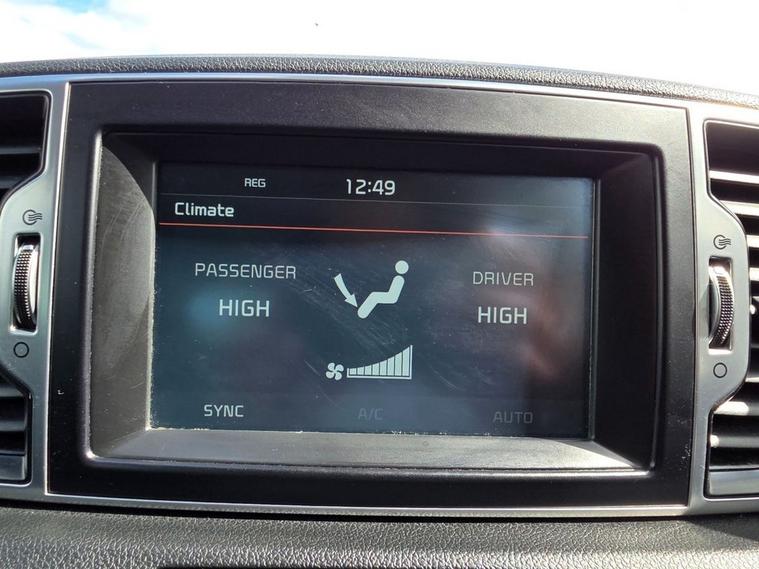 REG 12:49
Climate
PASSENGER DRIVER
HIGH HIGH
SYNC A/C AUTO